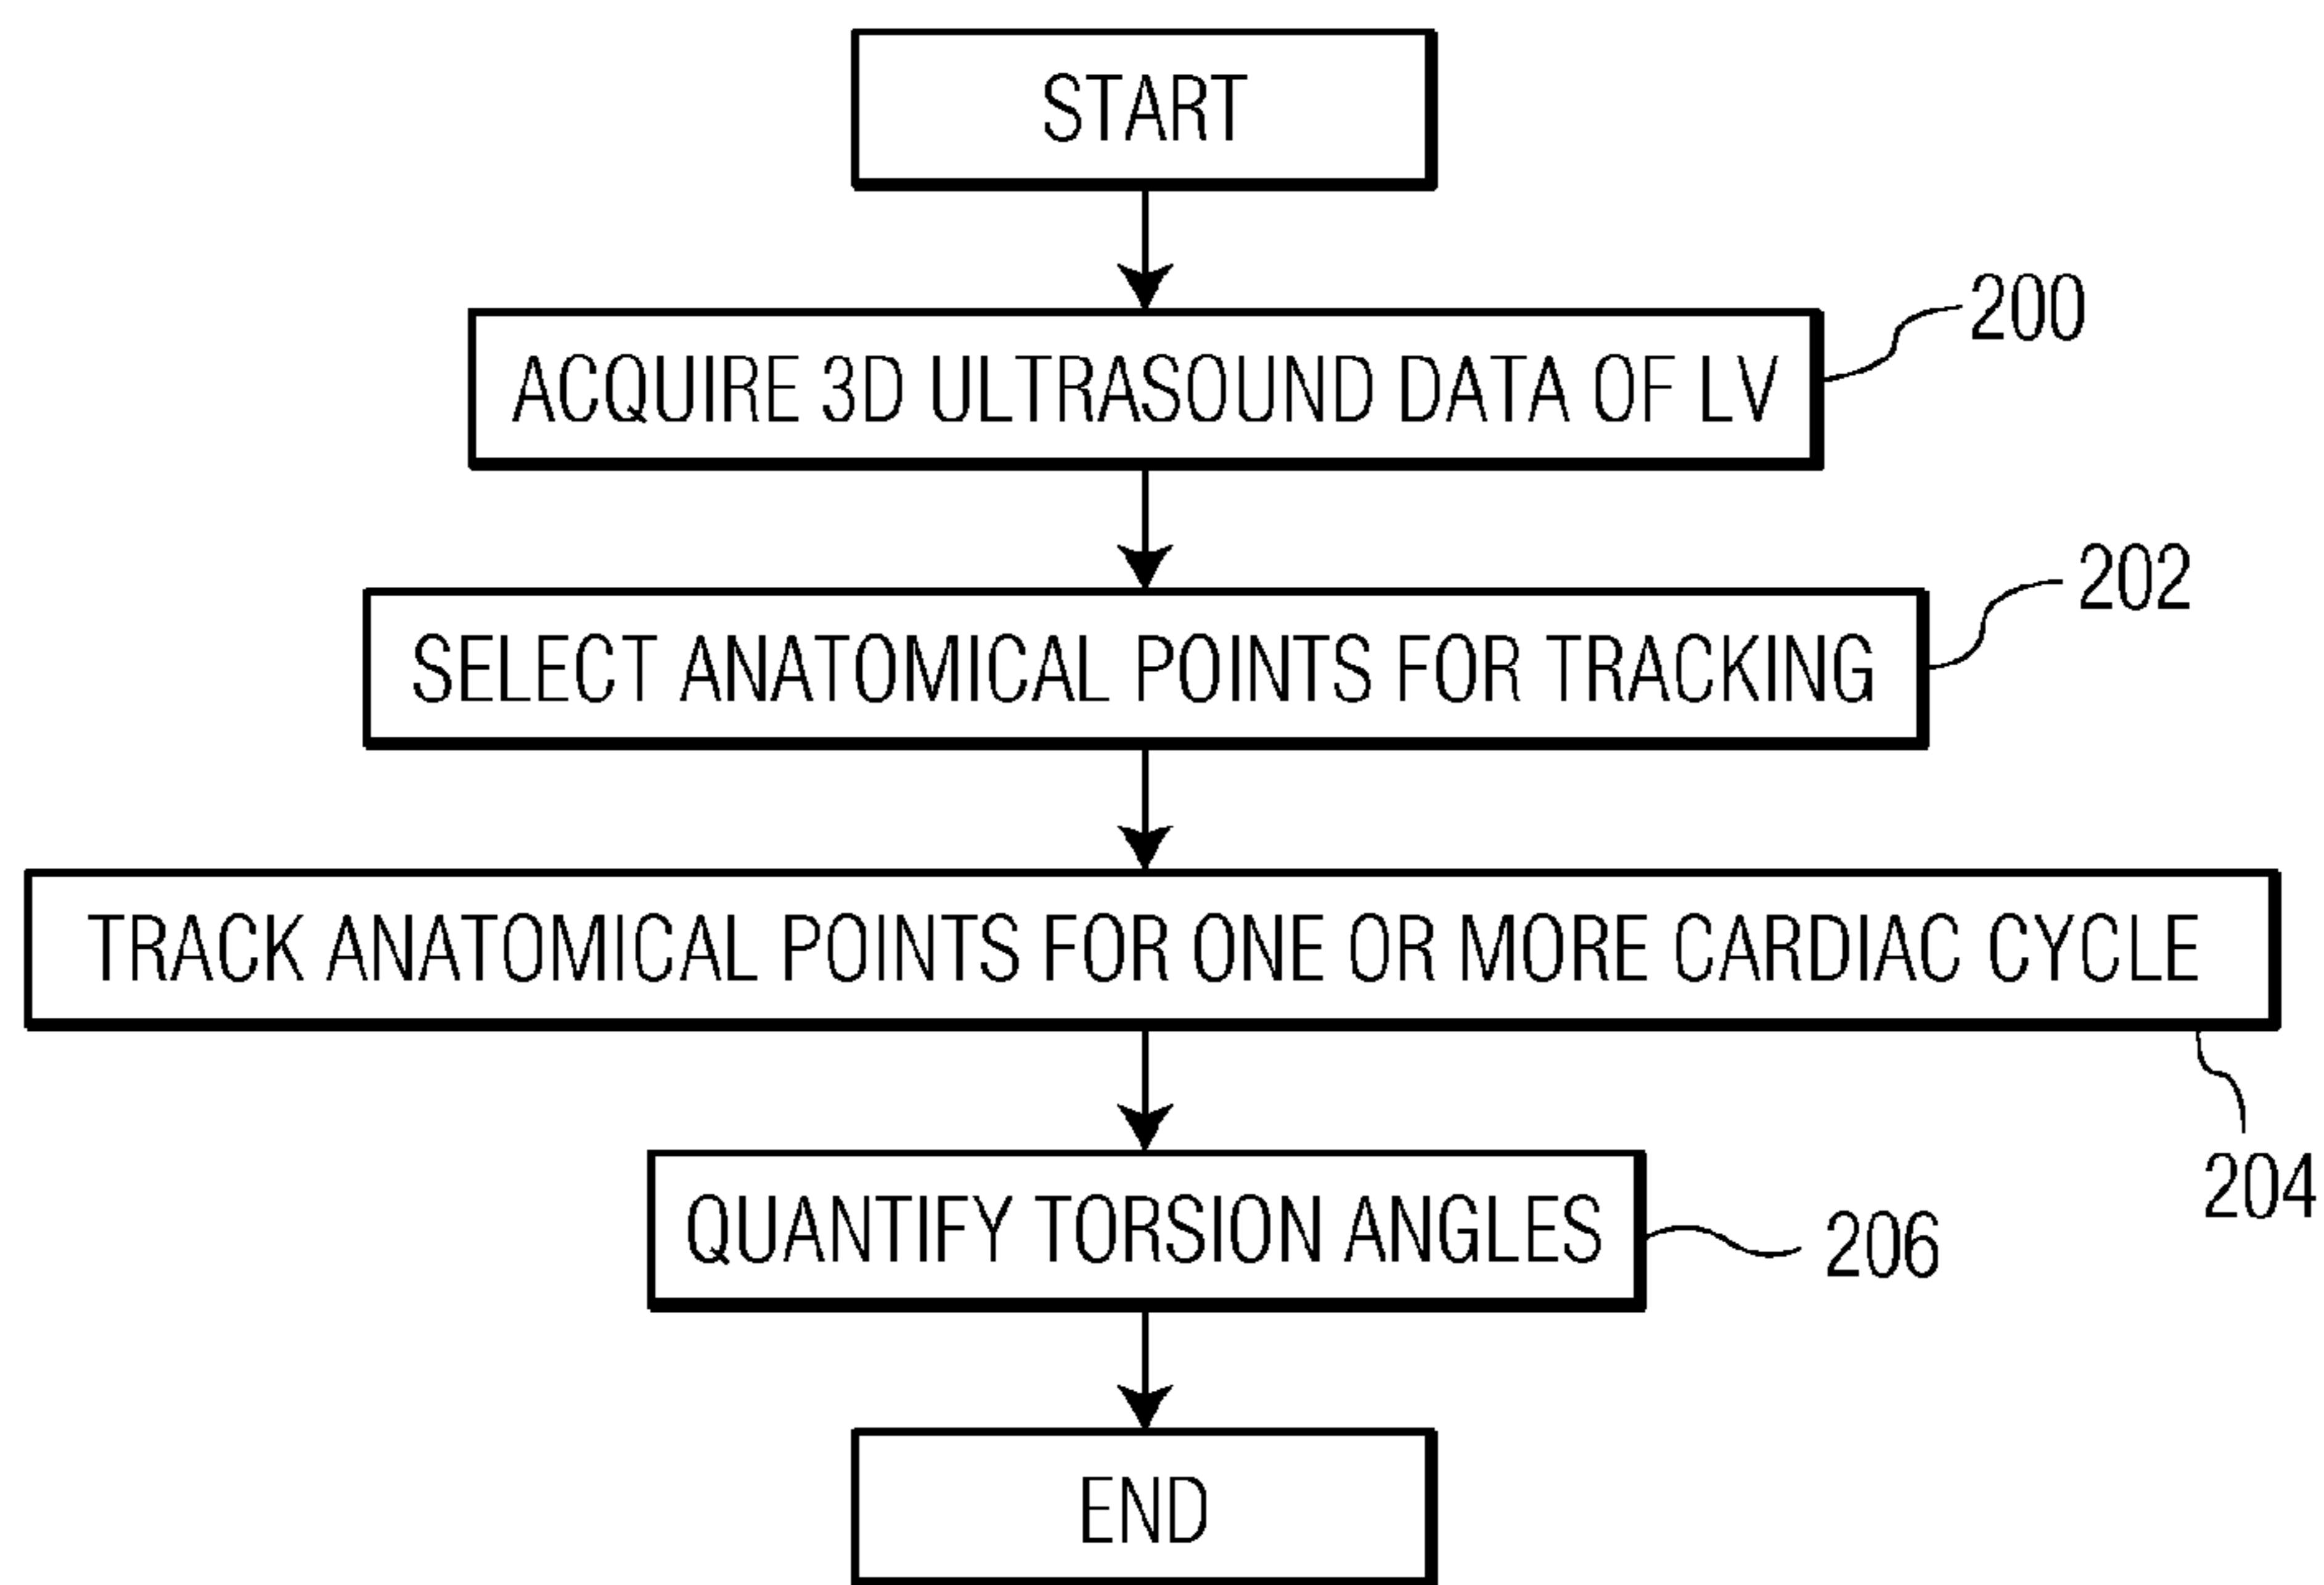 START
200
ACQUIRE 3D ULTRASOUND DATA OF LV
202
SELECT ANATOMICAL POINTS FOR TRACKING
TRACK ANATOMICAL POINTS FOR ONE OR MORE CARDIAC CYCLE
204
QUANTIFY TORSION ANGLES
206
END